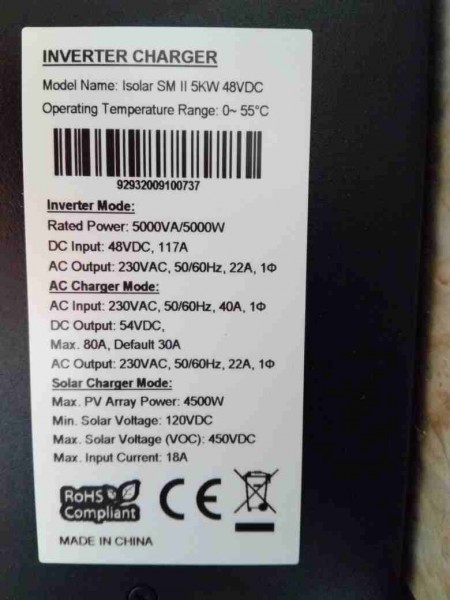 INVERTER CHARGER
Model Name: Isolar SM II 5KW 48VDC
Operating Temperature Range: 0~ 55°C
92932009100737
Inverter Mode:
Rated Power: 5000VA/5000W
DC Input: 48VDC, 117A
AC Output: 230VAC, 50/60Hz, 22A, 1Φ
AC Charger Mode:
AC Input: 230VAC, 50/60Hz, 40A, 1Φ
DC Output: 54VDC,
Max. 80A, Default 30A
AC Output: 230VAC, 50/60Hz, 22A, 1Φ
Solar Charger Mode:
Max. PV Array Power: 4500W
Min. Solar Voltage: 120VDC
Max. Solar Voltage (VOC): 450VDC
Max. Input Current: 18A
RoHS
Compliant
CE
MADE IN CHINA